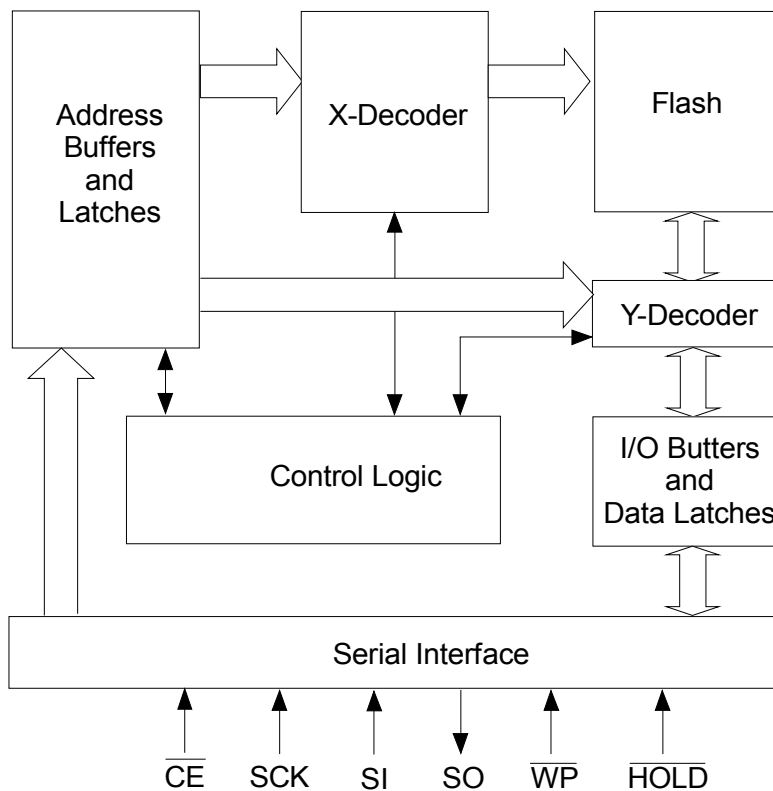 Address
Buffers
and
Latches
X-Decoder
Flash
Y-Decoder
Control Logic
I/O Butters
and
Data Latches
Serial Interface
CE SCK SI SO WP HOLD